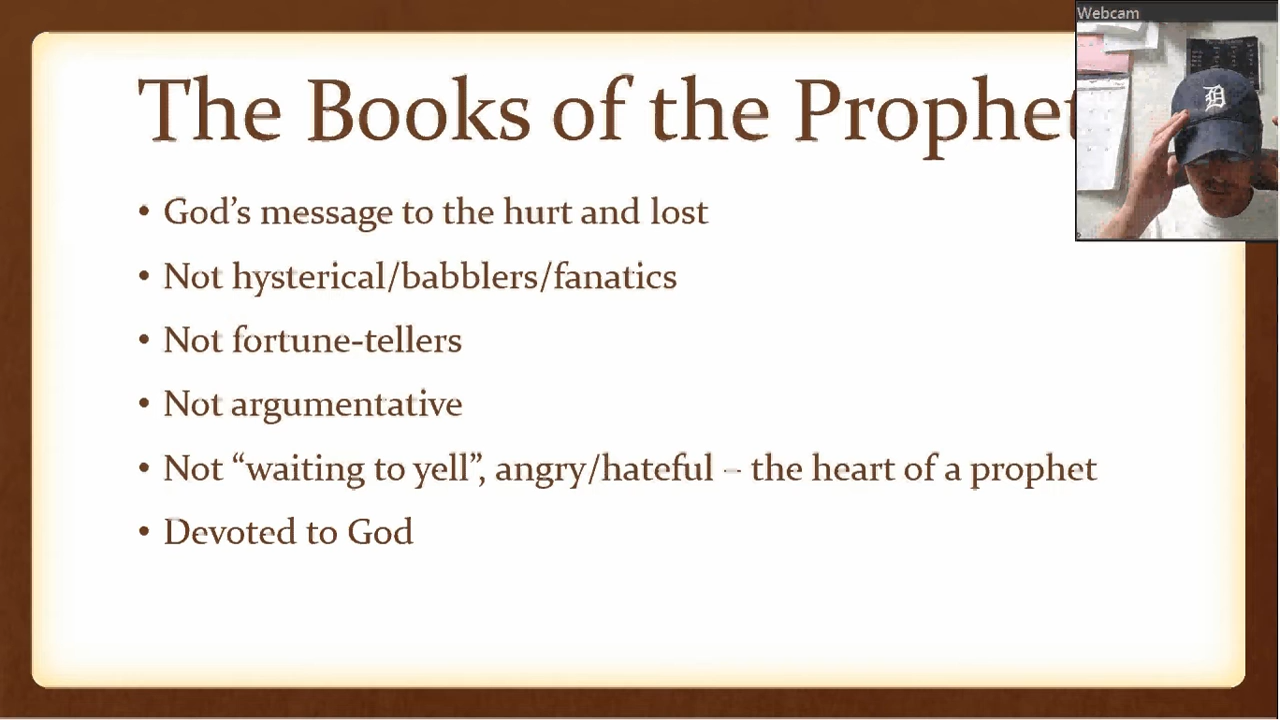 Webcam
The Books of the Prophet
• God’s message to the hurt and lost
• Not hysterical/babblers/fanatics
• Not fortune-tellers
• Not argumentative
• Not “waiting to yell”, angry/hateful – the heart of a prophet
• Devoted to God
D